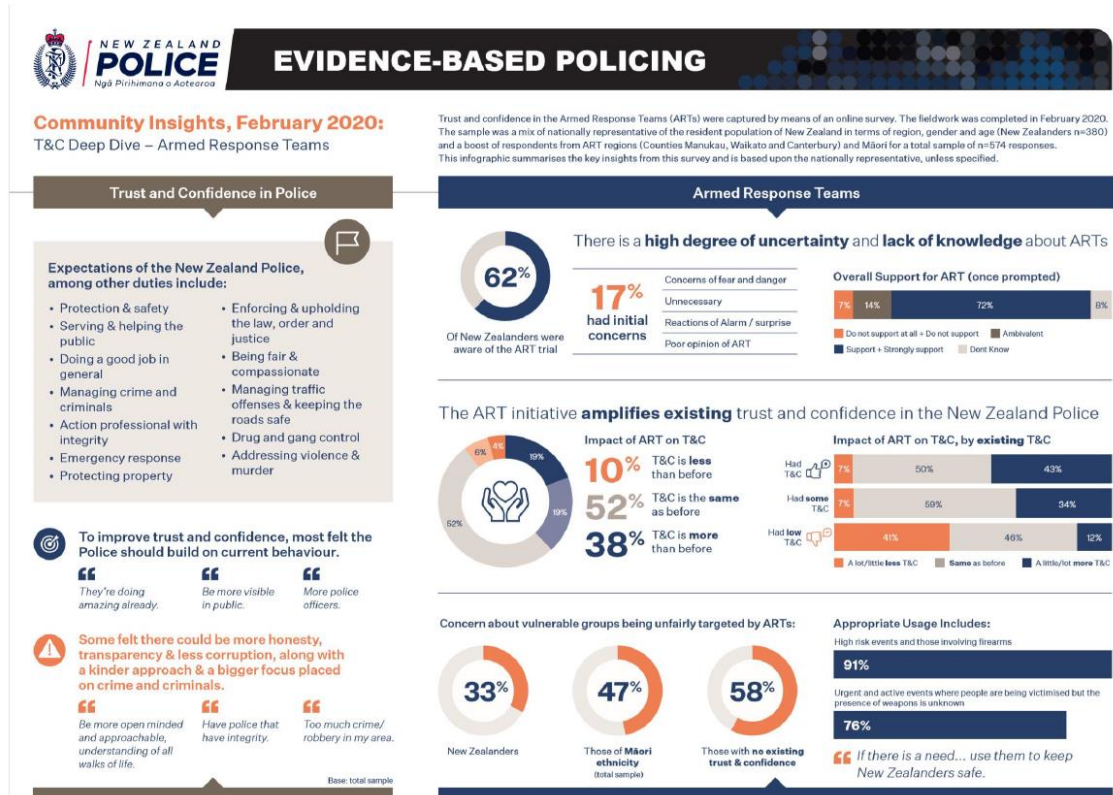 NEW ZEALAND
POLICE
Ngā Pirihimana o Aotearoa
EVIDENCE-BASED POLICING
Community Insights, February 2020:
T&C Deep Dive – Armed Response Teams
Trust and confidence in the Armed Response Teams (ARTs) were captured by means of an online survey. The fieldwork was completed in February 2020.
The sample was a mix of nationally representative of the resident population of New Zealand in terms of region, gender and age (New Zealanders n=380)
and a boost of respondents from ART regions (Counties Manukau, Waikato and Canterbury) and Māori for a total sample of n=574 responses.
This infographic summarises the key insights from this survey and is based upon the nationally representative, unless specified.
Trust and Confidence in Police
Expectations of the New Zealand Police,
among other duties include:
• Protection & safety
• Serving & helping the
public
• Doing a good job in
general
• Managing crime and
criminals
• Action professional with
integrity
• Emergency response
• Protecting property
• Enforcing & upholding
the law, order and
justice
• Being fair &
compassionate
• Managing traffic
offenses & keeping the
roads safe
• Drug and gang control
• Addressing violence &
murder
To improve trust and confidence, most felt the
Police should build on current behaviour.
They're doing
amazing already.
Be more visible
in public.
More police
officers.
Some felt there could be more honesty,
transparency & less corruption, along with
a kinder approach & a bigger focus placed
on crime and criminals.
Be more open minded
and approachable,
understanding of all
walks of life.
Have police that
have integrity.
Too much crime/
robbery in my area.
Base: total sample
Armed Response Teams
62%
Of New Zealanders were
aware of the ART trial
There is a high degree of uncertainty and lack of knowledge about ARTs
17%
had initial
concerns
Concerns of fear and danger
Unnecessary
Reactions of Alarm / surprise
Poor opinion of ART
Overall Support for ART (once prompted)
7% 14% 72% 8%
Do not support at all + Do not support Ambivalent
Support + Strongly support Dont Know
The ART initiative amplifies existing trust and confidence in the New Zealand Police
6% 4% 19%
19%
52%
Impact of ART on T&C
10% T&C is less
than before
52% T&C is the same
as before
38% T&C is more
than before
Impact of ART on T&C, by existing T&C
Had
T&C
7% 50% 43%
Had some
T&C
7% 59% 34%
Had low
T&C
41% 46% 12%
A lot/little less T&C Same as before A little/lot more T&C
Concern about vulnerable groups being unfairly targeted by ARTs:
33%
New Zealanders
47%
Those of Māori
ethnicity
(total sample)
58%
Those with no existing
trust & confidence
Appropriate Usage Includes:
High risk events and those involving firearms
91%
Urgent and active events where people are being victimised but the
presence of weapons is unknown
76%
If there is a need... use them to keep
New Zealanders safe.